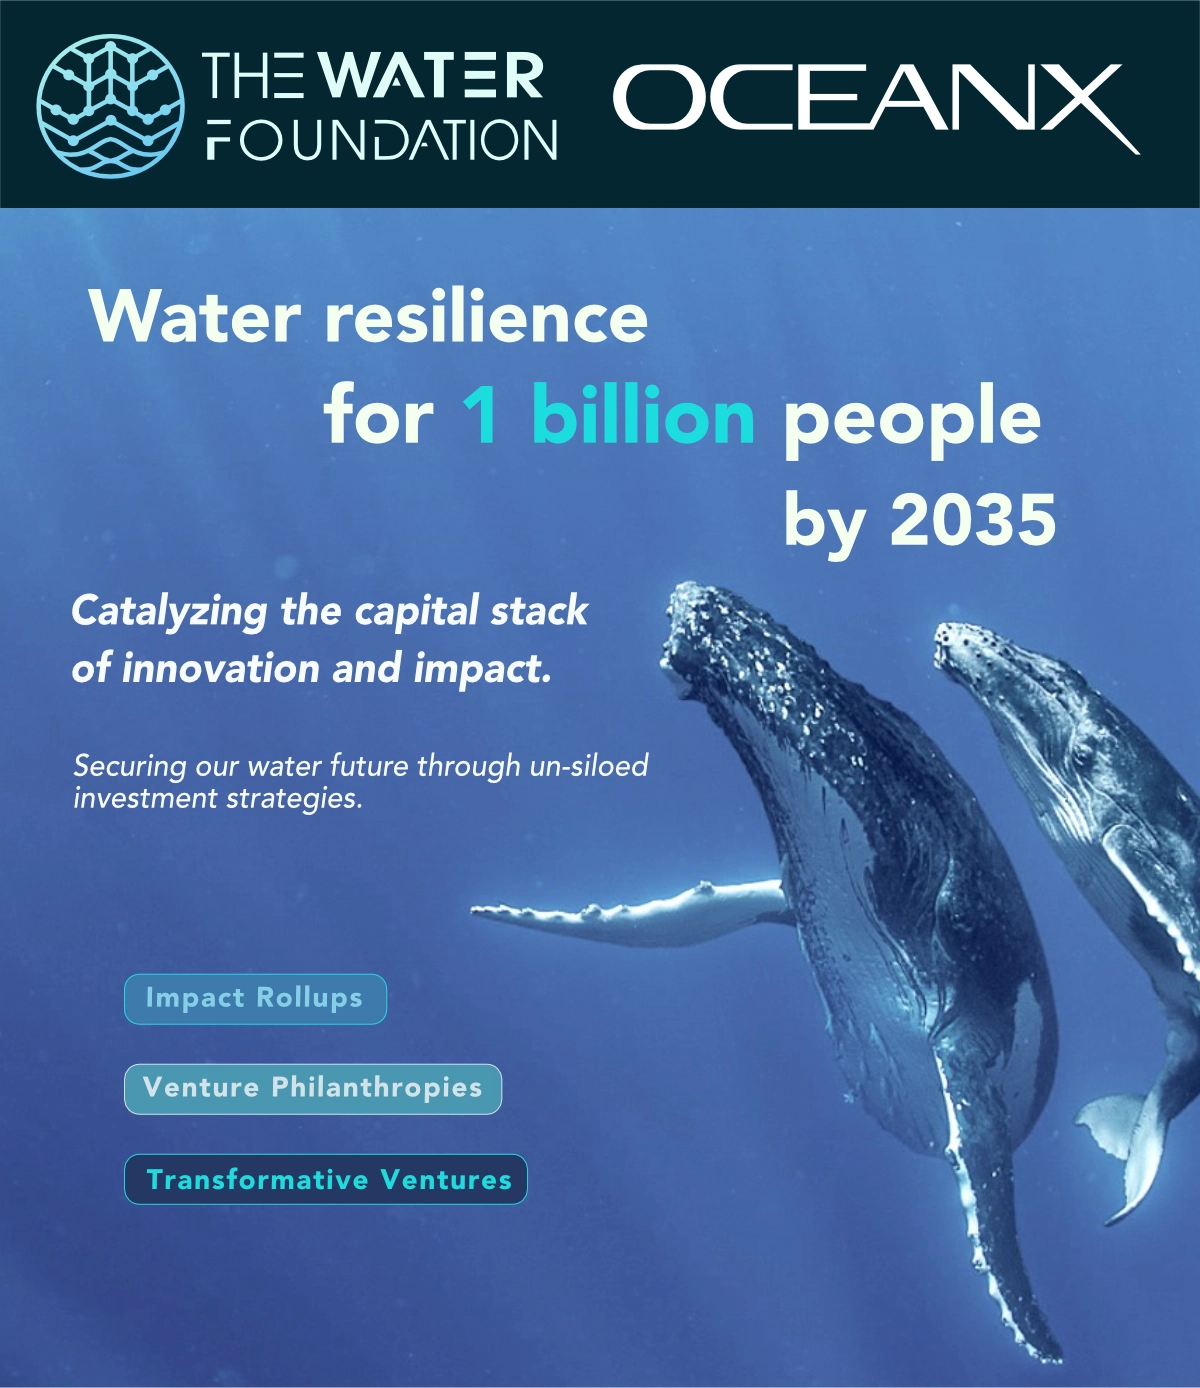 THE WATER
FOUNDATION
OCEANX
Water resilience
for 1 billion people
by 2035
Catalyzing the capital stack
of innovation and impact.
Securing our water future through un-siloed
investment strategies.
Impact Rollups
Venture Philanthropies
Transformative Ventures